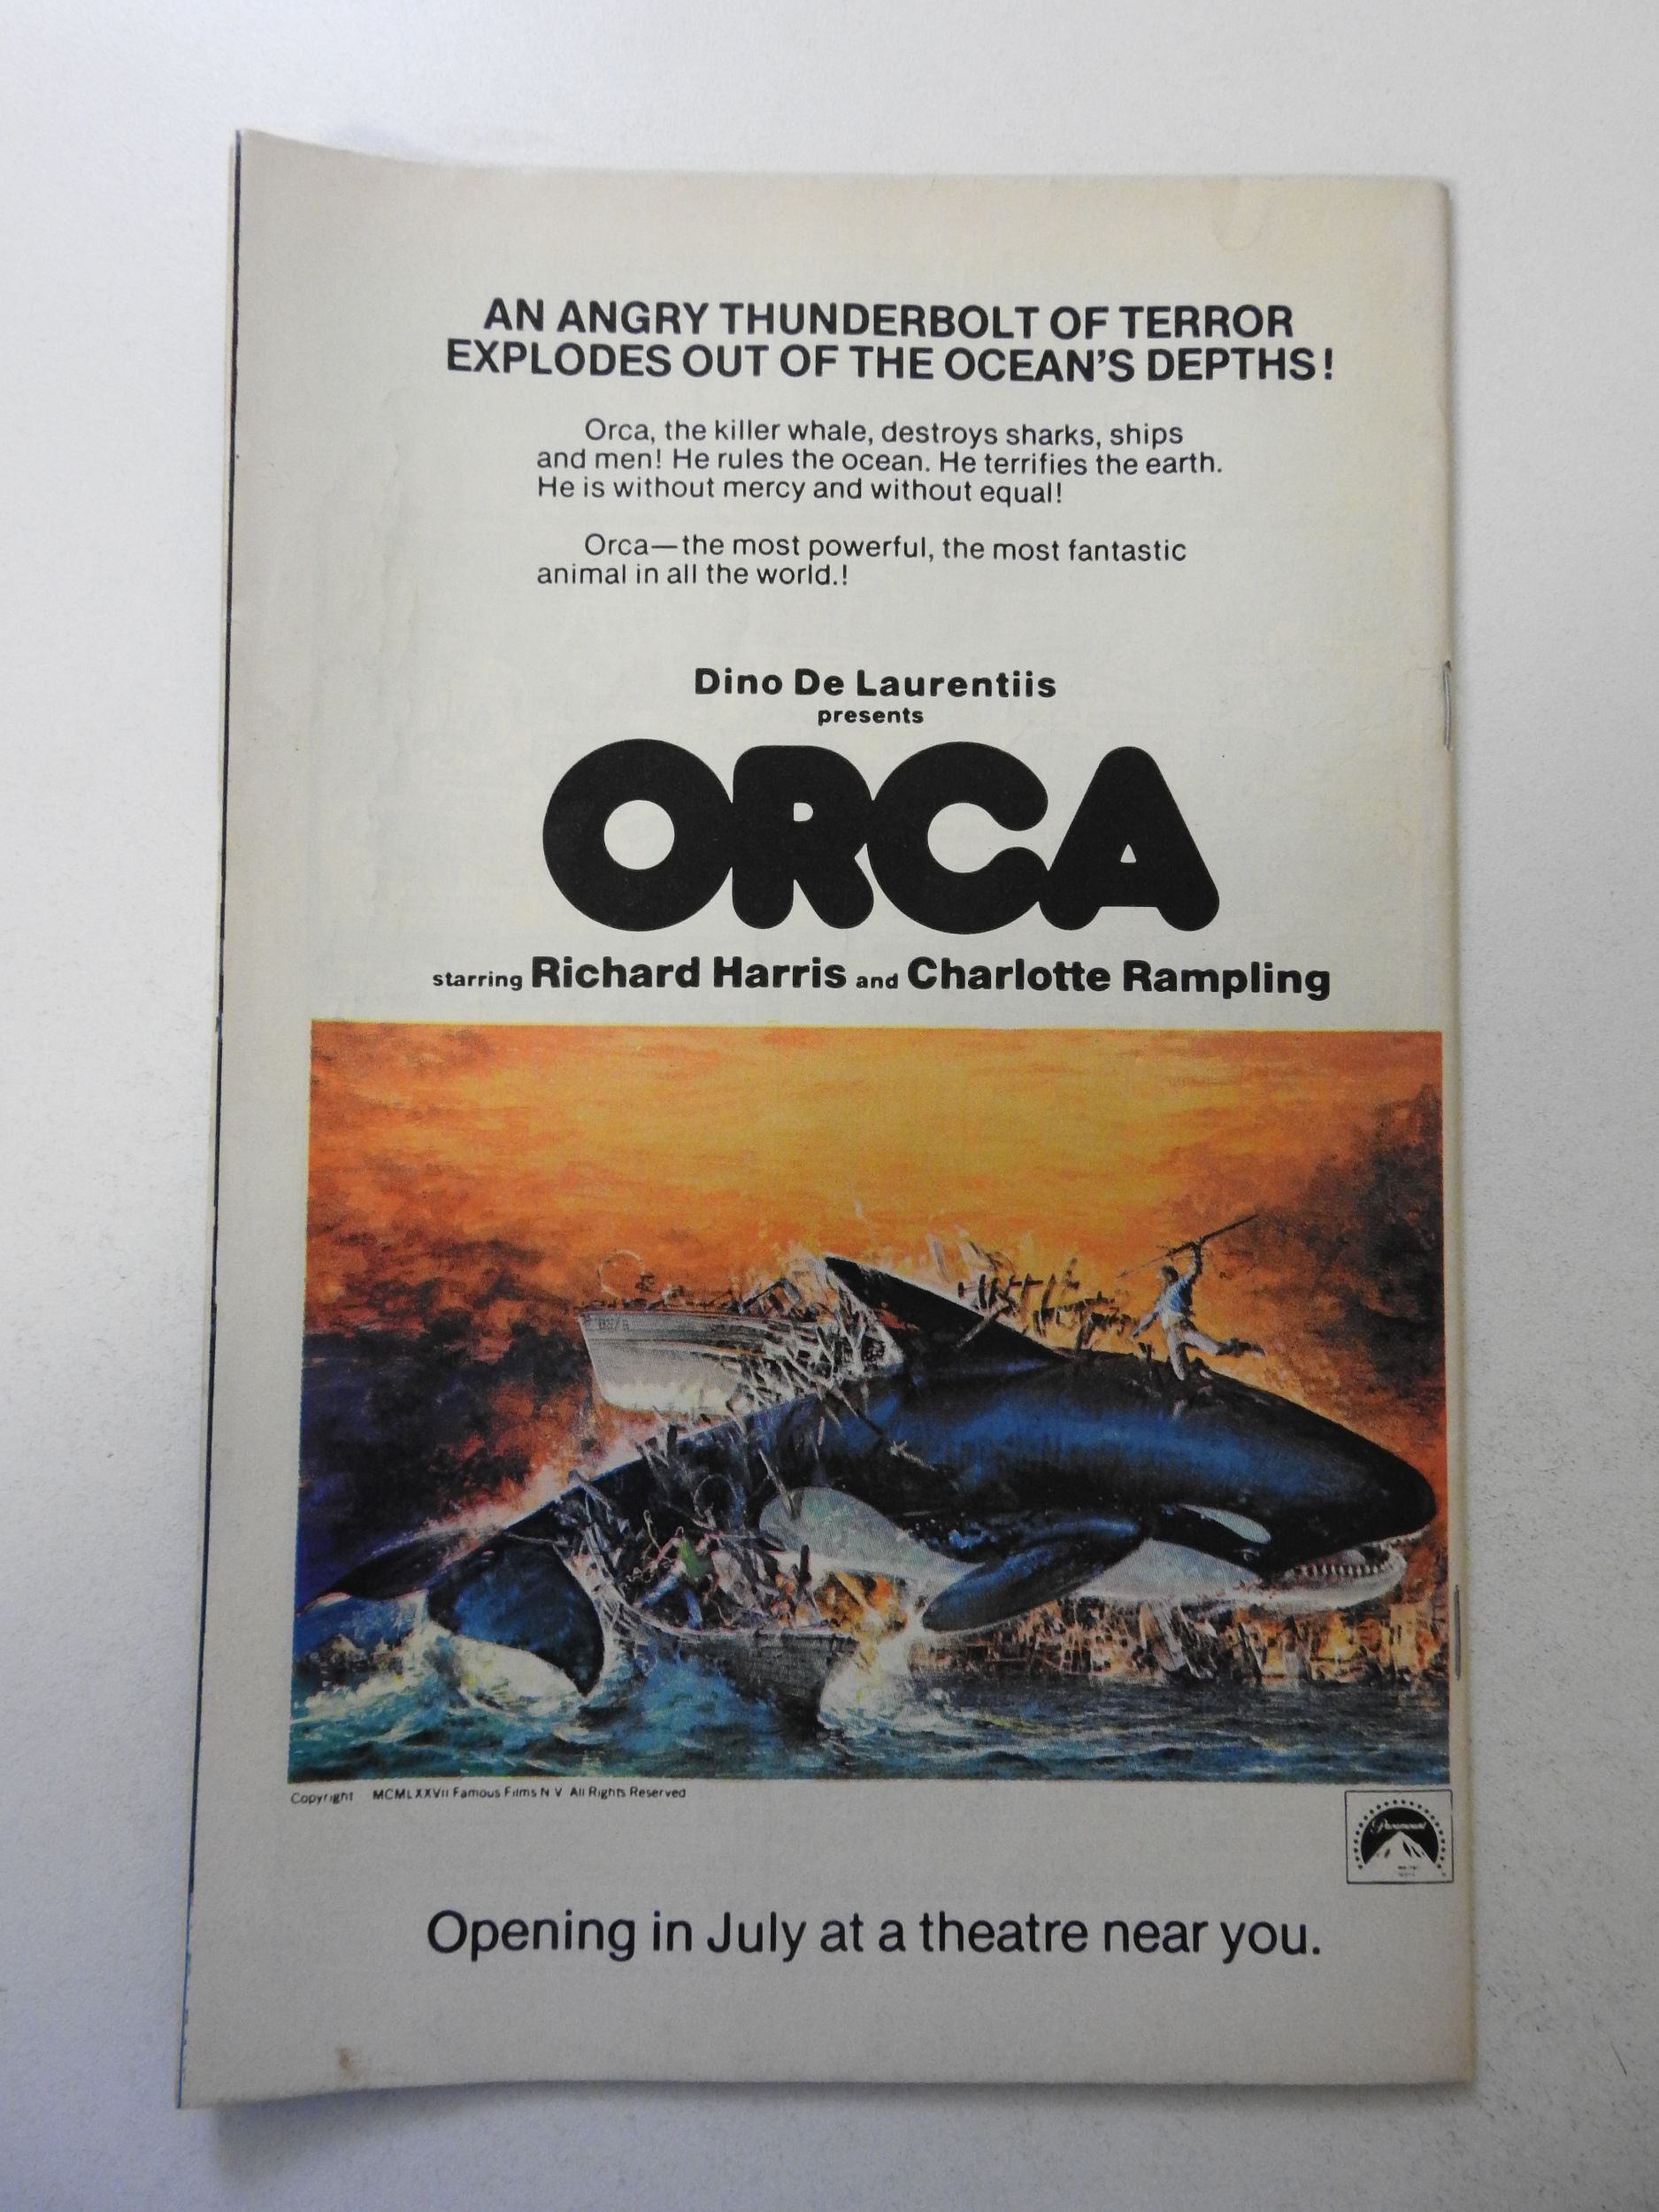 AN ANGRY THUNDERBOLT OF TERROR
EXPLODES OUT OF THE OCEAN'S DEPTHS!
Orca, the killer whale, destroys sharks, ships
and men! He rules the ocean. He terrifies the earth.
He is without mercy and without equal!
Orca—the most powerful, the most fantastic
animal in all the world.!
Dino De Laurentiis
presents
ORCA
starring Richard Harris and Charlotte Rampling
Copyright MCMLXXVII Famous Films N V All Rights Reserved
Paramount
Opening in July at a theatre near you.